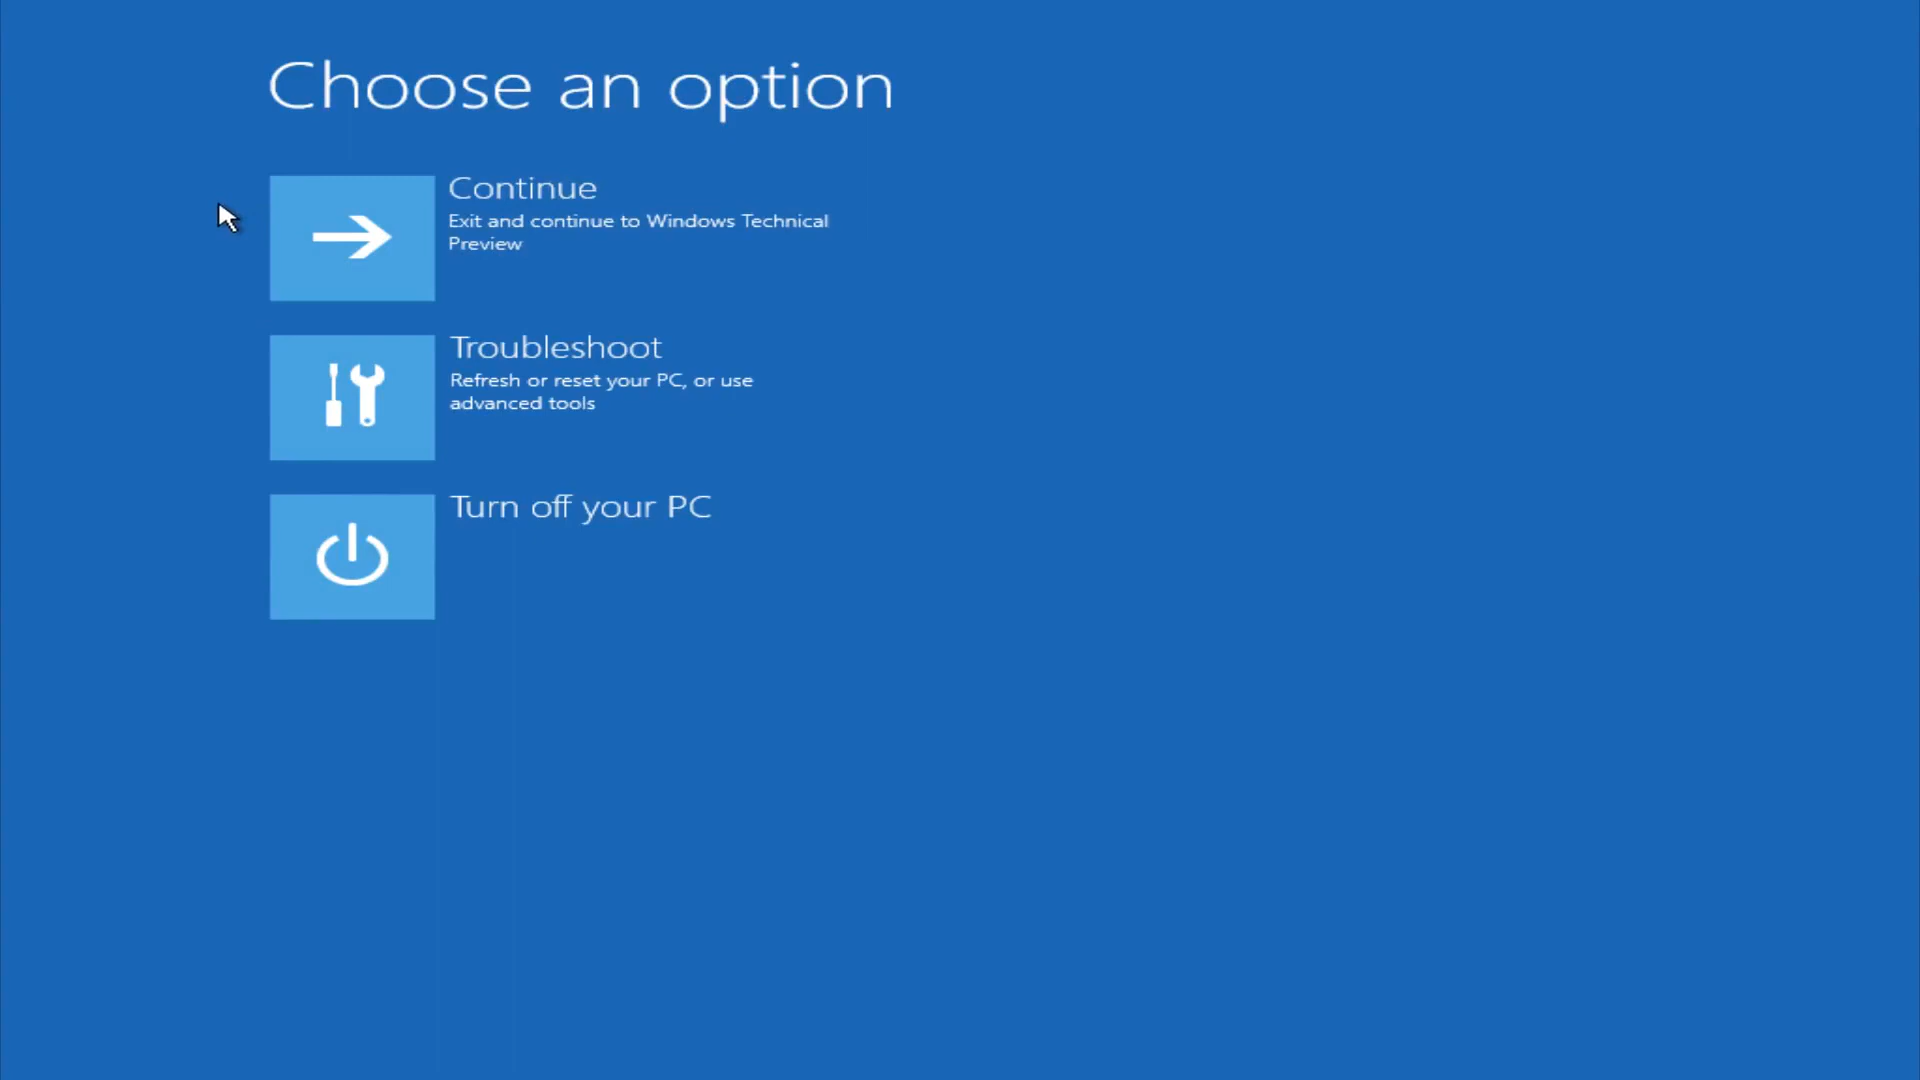 Choose an option
Continue
Exit and continue to Windows Technical
Preview
Troubleshoot
Refresh or reset your PC, or use
advanced tools
Turn off your PC